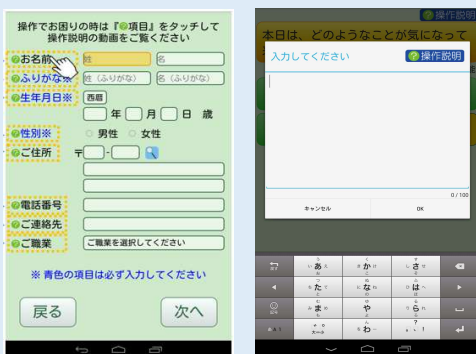 操作でお困りの時は『?項目』をタッチして
操作説明の動画をご覧ください
?お名前 姓 名
?ふりがな※ 姓（ふりがな） 名（ふりがな）
?生年月日※ 西暦
年 月 日 歳
?性別※ 男性 女性
?ご住所 〒 -
?電話番号
?ご連絡先
?ご職業 ご職業を選択してください
※ 青色の項目は必ず入力してください
戻る 次へ
?操作説明
本日は、どのようなことが気になって
入力してください ?操作説明
0 / 100
キャンセル OK
あ か さ
た な は
ま や ら
わ 、 。 ? !